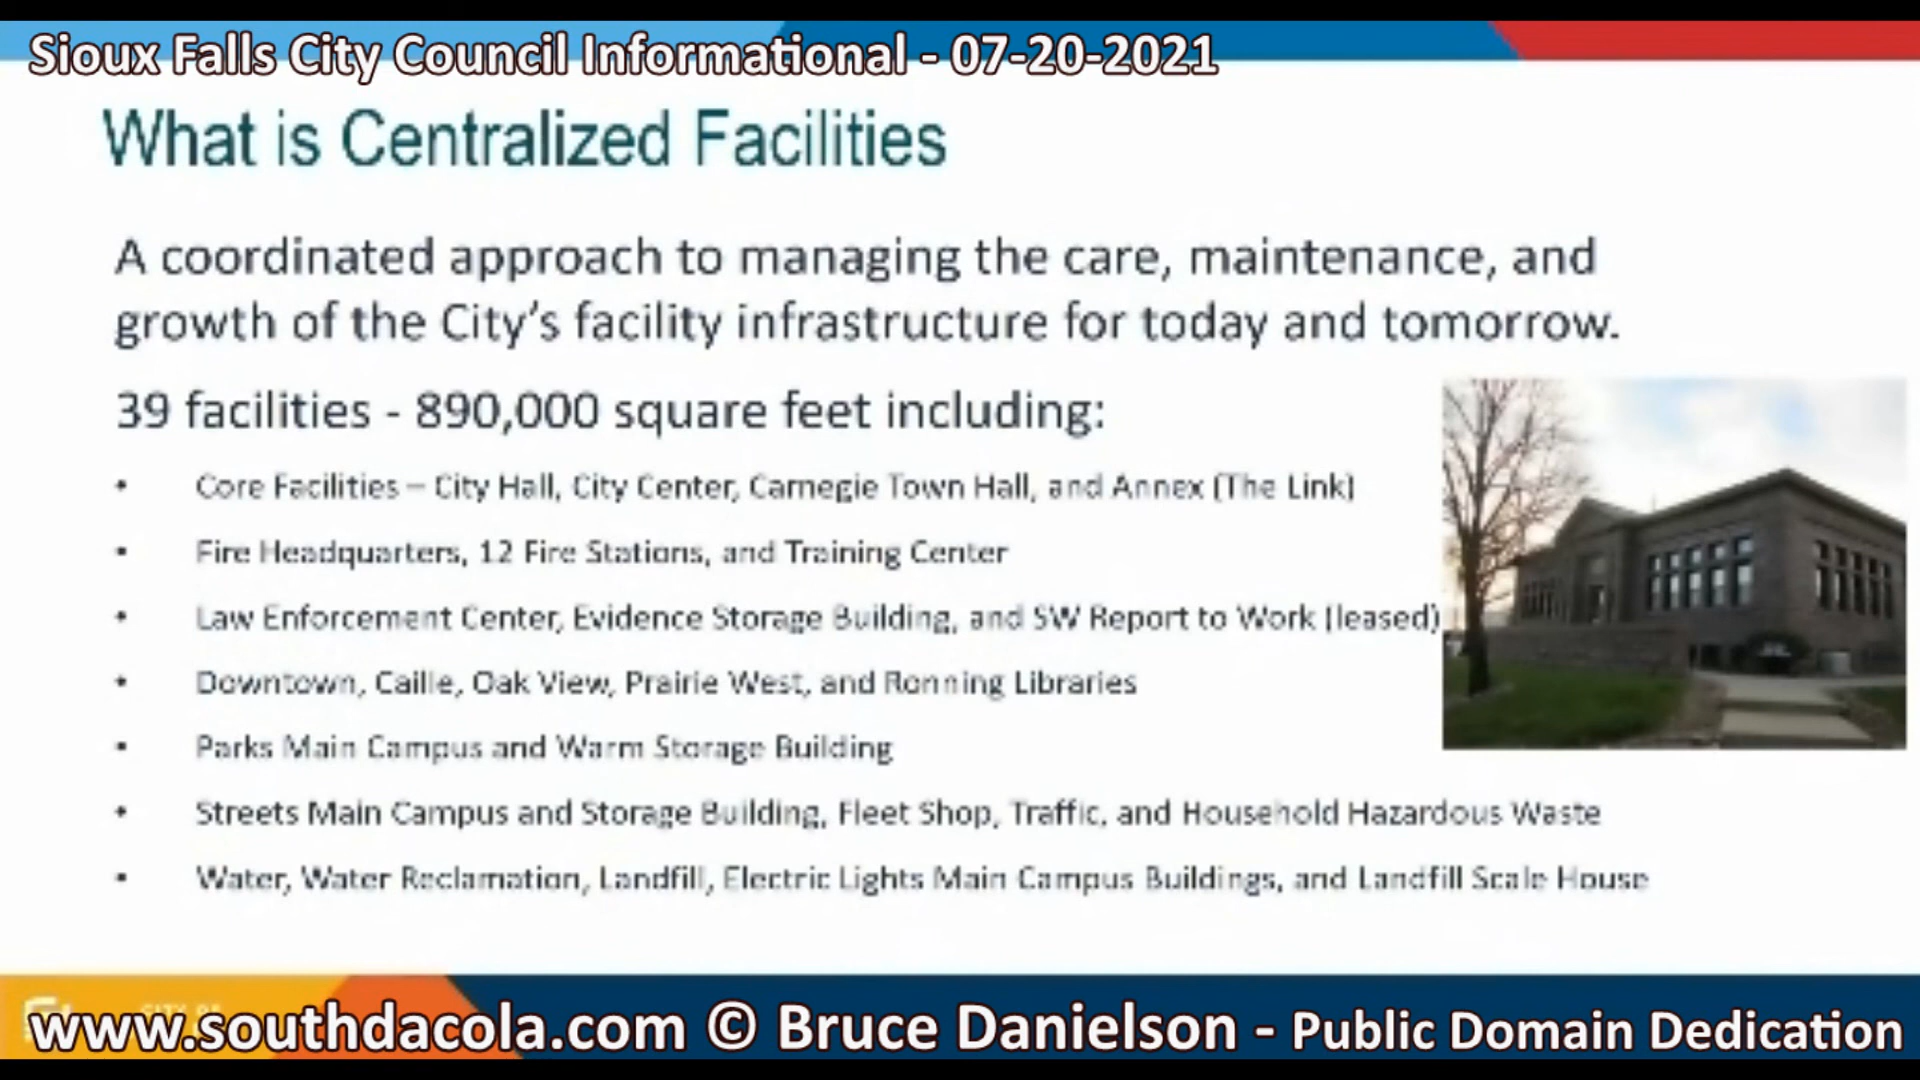 Sioux Falls City Council Informational - 07-20-2021
What is Centralized Facilities
A coordinated approach to managing the care, maintenance, and
growth of the City's facility infrastructure for today and tomorrow.
39 facilities - 890,000 square feet including:
• Core Facilities – City Hall, City Center, Carnegie Town Hall, and Annex (The Link)
• Fire Headquarters, 12 Fire Stations, and Training Center
• Law Enforcement Center, Evidence Storage Building, and SW Report to Work (leased)
• Downtown, Caille, Oak View, Prairie West, and Ronning Libraries
• Parks Main Campus and Warm Storage Building
• Streets Main Campus and Storage Building, Fleet Shop, Traffic, and Household Hazardous Waste
• Water, Water Reclamation, Landfill, Electric Lights Main Campus Buildings, and Landfill Scale House
www.southdacola.com © Bruce Danielson - Public Domain Dedication